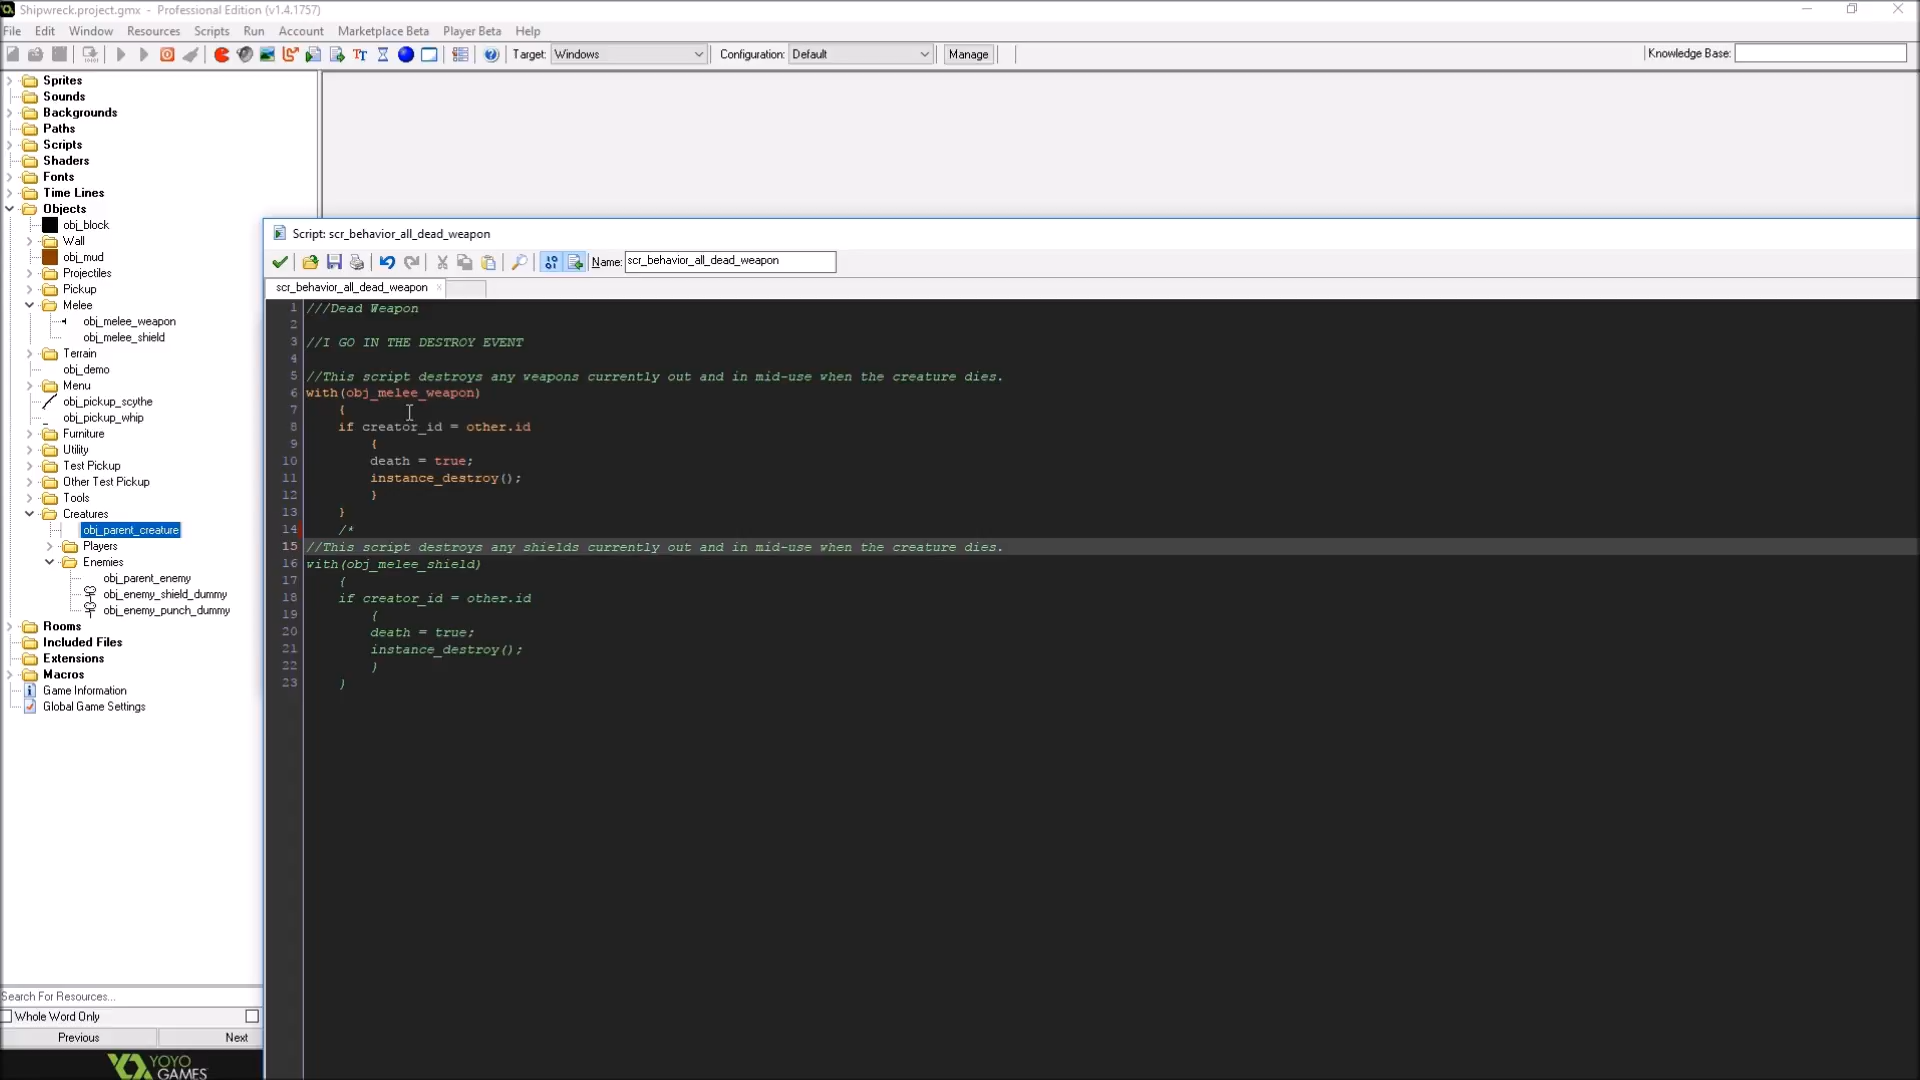 Shipwreck.project.gmx - Professional Edition (v1.4.1757)
File Edit Window Resources Scripts Run Account Marketplace Beta Player Beta Help
Target: Windows Configuration: Default Manage Knowledge Base:
Sprites
Sounds
Backgrounds
Paths
Scripts
Shaders
Fonts
Time Lines
Objects
obj_block
Wall
obj_mud
Projectiles
Pickup
Melee
obj_melee_weapon
obj_melee_shield
Terrain
obj_demo
Menu
obj_pickup_scythe
obj_pickup_whip
Furniture
Utility
Test Pickup
Other Test Pickup
Tools
Creatures
obj_parent_creature
Players
Enemies
obj_parent_enemy
obj_enemy_shield_dummy
obj_enemy_punch_dummy
Rooms
Included Files
Extensions
Macros
Game Information
Global Game Settings
Search For Resources...
Whole Word Only
Previous Next
YOYO
GAMES
Script: scr_behavior_all_dead_weapon
Name: scr_behavior_all_dead_weapon
scr_behavior_all_dead_weapon
1 ///Dead Weapon
2
3 //I GO IN THE DESTROY EVENT
4
5 //This script destroys any weapons currently out and in mid-use when the creature dies.
6 with(obj_melee_weapon)
7 {
8 if creator_id = other.id
9 {
10 death = true;
11 instance_destroy();
12 }
13 }
14 /*
15 //This script destroys any shields currently out and in mid-use when the creature dies.
16 with(obj_melee_shield)
17 {
18 if creator_id = other.id
19 {
20 death = true;
21 instance_destroy();
22 }
23 }